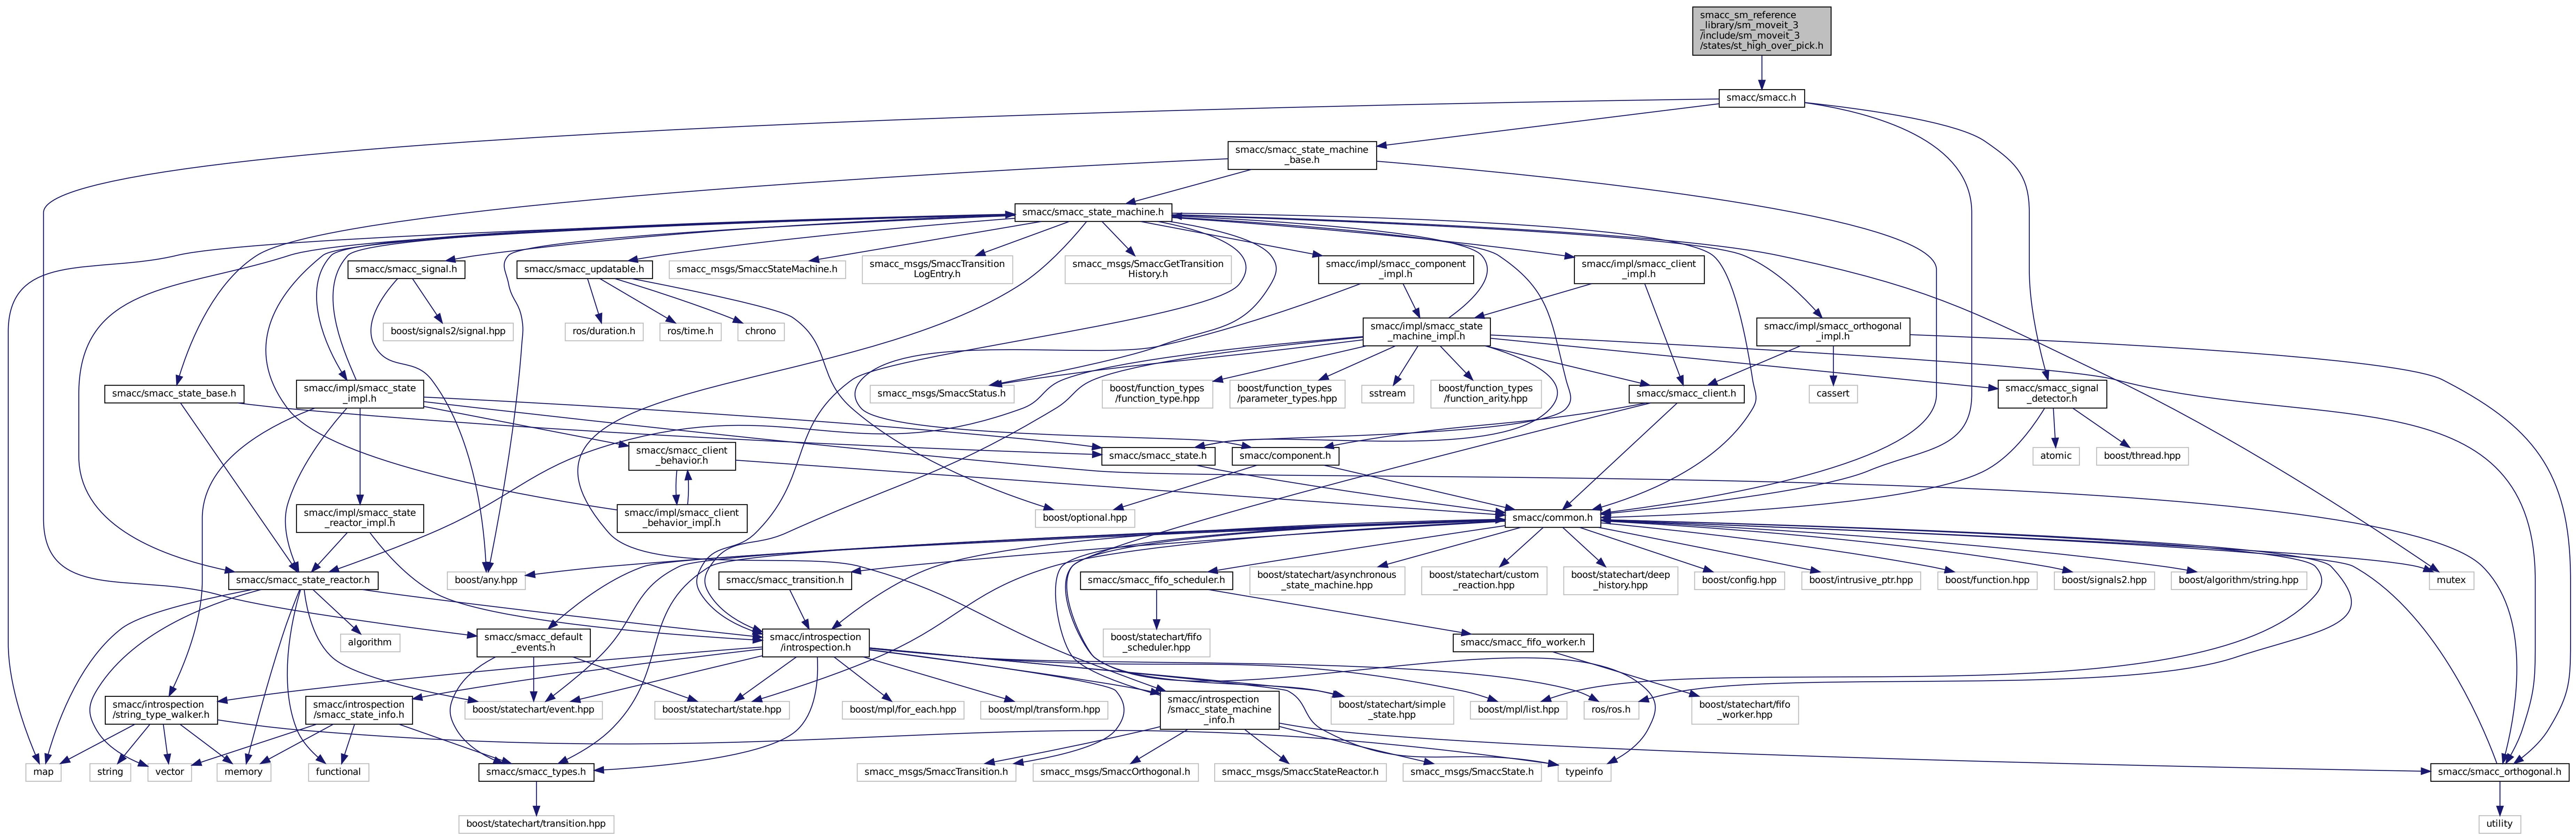 smacc_sm_reference
_library/sm_moveit_3
/include/sm_moveit_3
/states/st_high_over_pick.h
smacc/smacc.h
smacc/smacc_state_machine
_base.h
smacc/smacc_state_machine.h
smacc/smacc_signal.h
smacc/smacc_updatable.h
smacc_msgs/SmaccStateMachine.h
smacc_msgs/SmaccTransition
LogEntry.h
smacc_msgs/SmaccGetTransition
History.h
smacc/impl/smacc_component
_impl.h
smacc/impl/smacc_client
_impl.h
boost/signals2/signal.hpp
ros/duration.h
ros/time.h
chrono
smacc/impl/smacc_state
_machine_impl.h
smacc/impl/smacc_orthogonal
_impl.h
smacc/smacc_state_base.h
smacc/impl/smacc_state
_impl.h
smacc_msgs/SmaccStatus.h
boost/function_types
/function_type.hpp
boost/function_types
/parameter_types.hpp
sstream
boost/function_types
/function_arity.hpp
smacc/smacc_client.h
cassert
smacc/smacc_signal
_detector.h
smacc/smacc_client
_behavior.h
smacc/smacc_state.h
smacc/component.h
atomic
boost/thread.hpp
smacc/impl/smacc_state
_reactor_impl.h
smacc/impl/smacc_client
_behavior_impl.h
boost/optional.hpp
smacc/common.h
smacc/smacc_state_reactor.h
boost/any.hpp
smacc/smacc_transition.h
smacc/smacc_fifo_scheduler.h
boost/statechart/asynchronous
_state_machine.hpp
boost/statechart/custom
_reaction.hpp
boost/statechart/deep
_history.hpp
boost/config.hpp
boost/intrusive_ptr.hpp
boost/function.hpp
boost/signals2.hpp
boost/algorithm/string.hpp
mutex
algorithm
smacc/smacc_default
_events.h
smacc/introspection
/introspection.h
boost/statechart/fifo
_scheduler.hpp
smacc/smacc_fifo_worker.h
smacc/introspection
/string_type_walker.h
smacc/introspection
/smacc_state_info.h
boost/statechart/event.hpp
boost/statechart/state.hpp
boost/mpl/for_each.hpp
boost/mpl/transform.hpp
smacc/introspection
/smacc_state_machine
_info.h
boost/statechart/simple
_state.hpp
boost/mpl/list.hpp
ros/ros.h
boost/statechart/fifo
_worker.hpp
map
string
vector
memory
functional
smacc/smacc_types.h
smacc_msgs/SmaccTransition.h
smacc_msgs/SmaccOrthogonal.h
smacc_msgs/SmaccStateReactor.h
smacc_msgs/SmaccState.h
typeinfo
smacc/smacc_orthogonal.h
boost/statechart/transition.hpp
utility